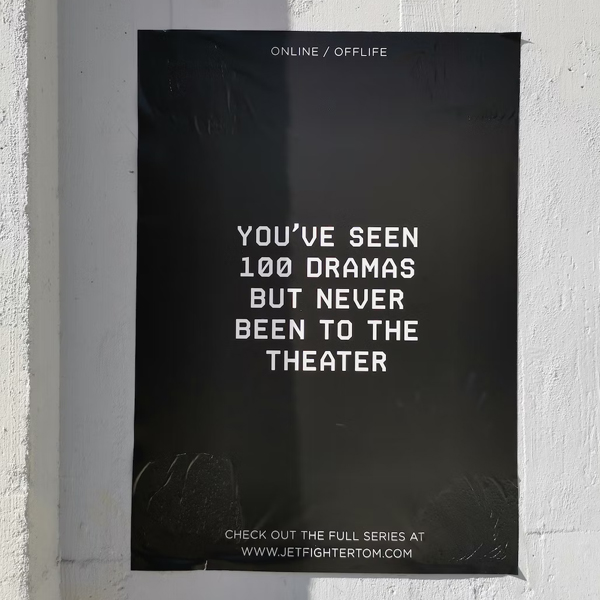 ONLINE / OFFLIFE
YOU'VE SEEN
100 DRAMAS
BUT NEVER
BEEN TO THE
THEATER
CHECK OUT THE FULL SERIES AT
WWW.JETFIGHTERTOM.COM